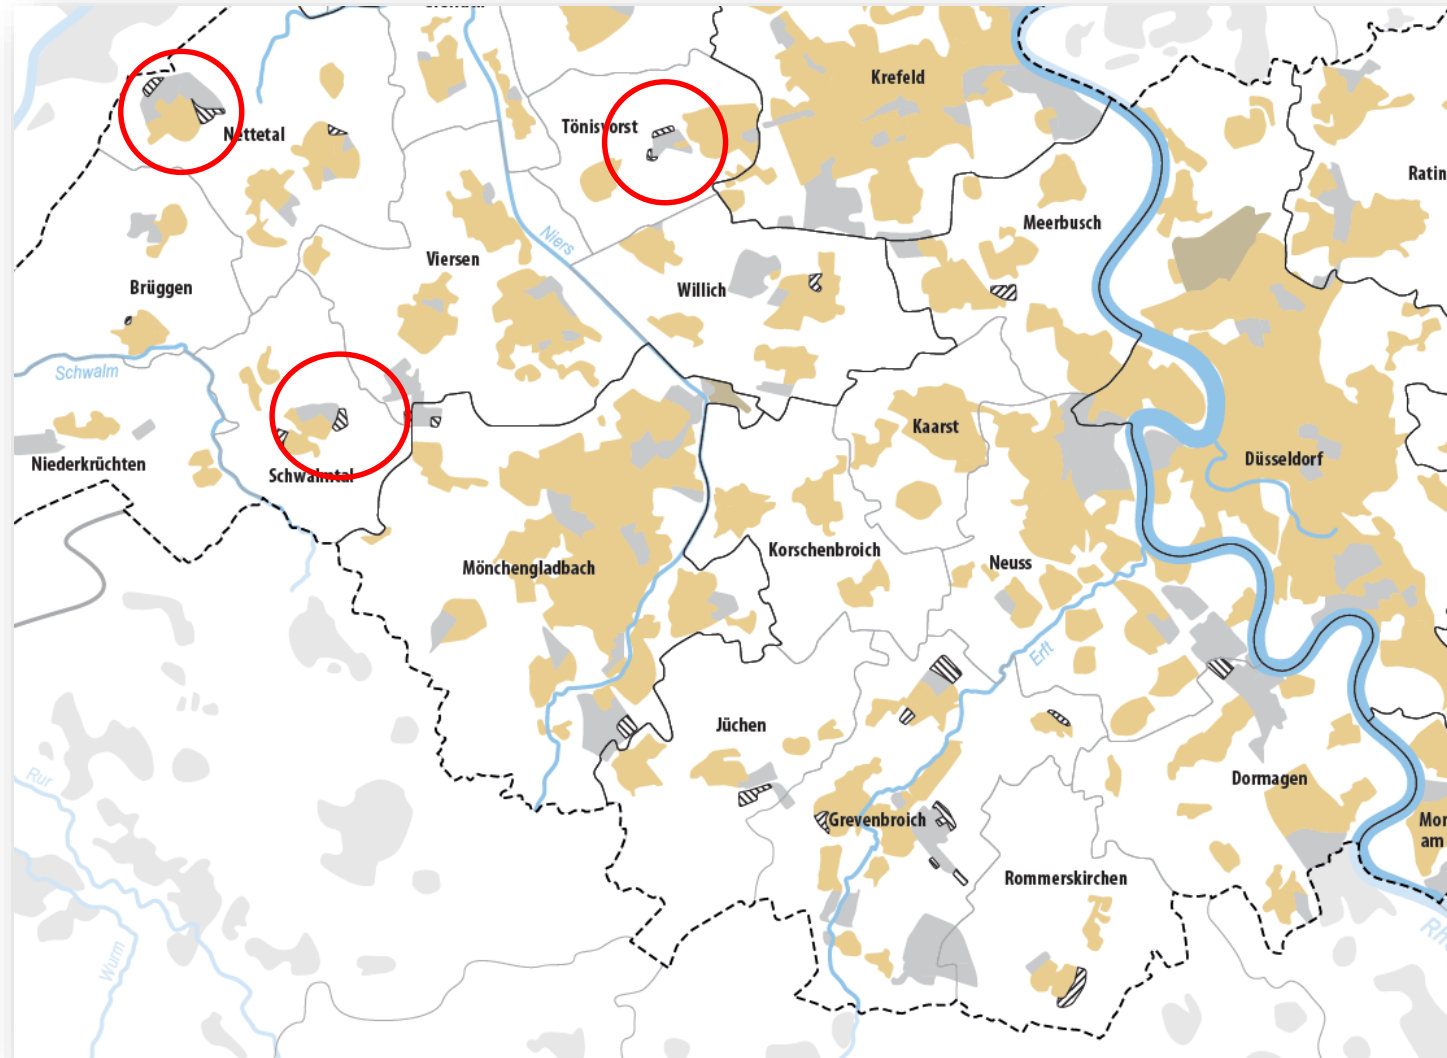 Krefeld
Tönisvorst
Nettetal
Ratin
Meerbusch
Niers
Viersen
Willich
Brüggen
Schwalm
Kaarst
Niederkrüchten
Schwalmtal
Düsseldorf
Korschenbroich
Neuss
Mönchengladbach
Erft
Jüchen
Rur
Dormagen
Grevenbroich
Mon
am
Rommerskirchen
Wurm
Rh